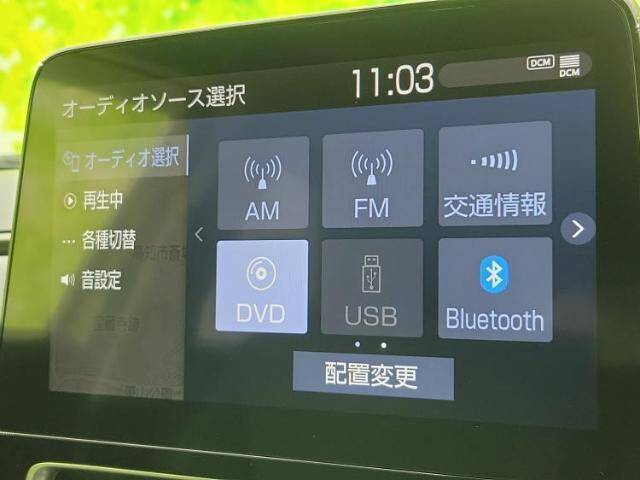 オーディオソース選択
11:03
DCM
DCM
オーディオ選択
再生中
各種切替
音設定
AM
FM
交通情報
DVD
USB
Bluetooth
配置変更